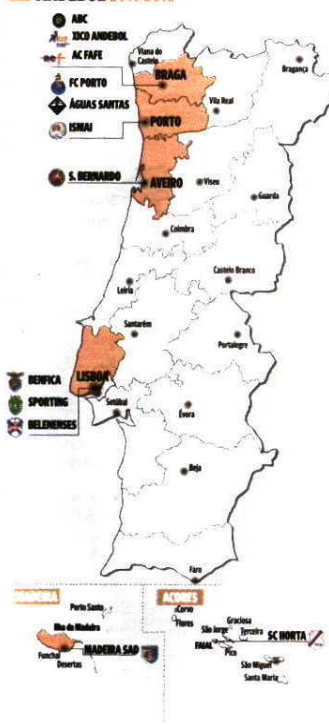 ABC
XICO ANDEBOL
AC FAFE
FC PORTO
ÁGUAS SANTAS
ISMAI
S. BERNARDO
Viana do Castelo
BRAGA
Bragança
Vila Real
PORTO
AVEIRO
Viseu
Guarda
Coimbra
Castelo Branco
Leiria
Santarém
Portalegre
LISBOA
BENFICA
SPORTING
BELENENSES
Setúbal
Évora
Beja
Faro
MADEIRA
Porto Santo
Ilha da Madeira
Funchal
Desertas
MADEIRA SAD
AÇORES
Corvo
Flores
Graciosa
São Jorge
Terceira
FAIAL
Pico
SC HORTA
São Miguel
Santa Maria